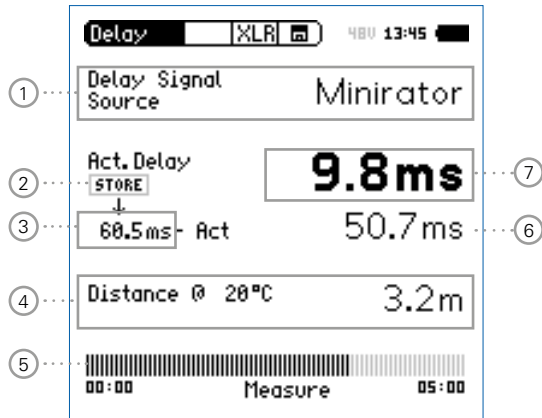 Delay XLR 48V 13:45
1 Delay Signal Source Minirator
Act. Delay 9.8ms 7
2 STORE
3 60.5ms - Act 50.7ms 6
4 Distance @ 20°C 3.2m
5
00:00 Measure 05:00